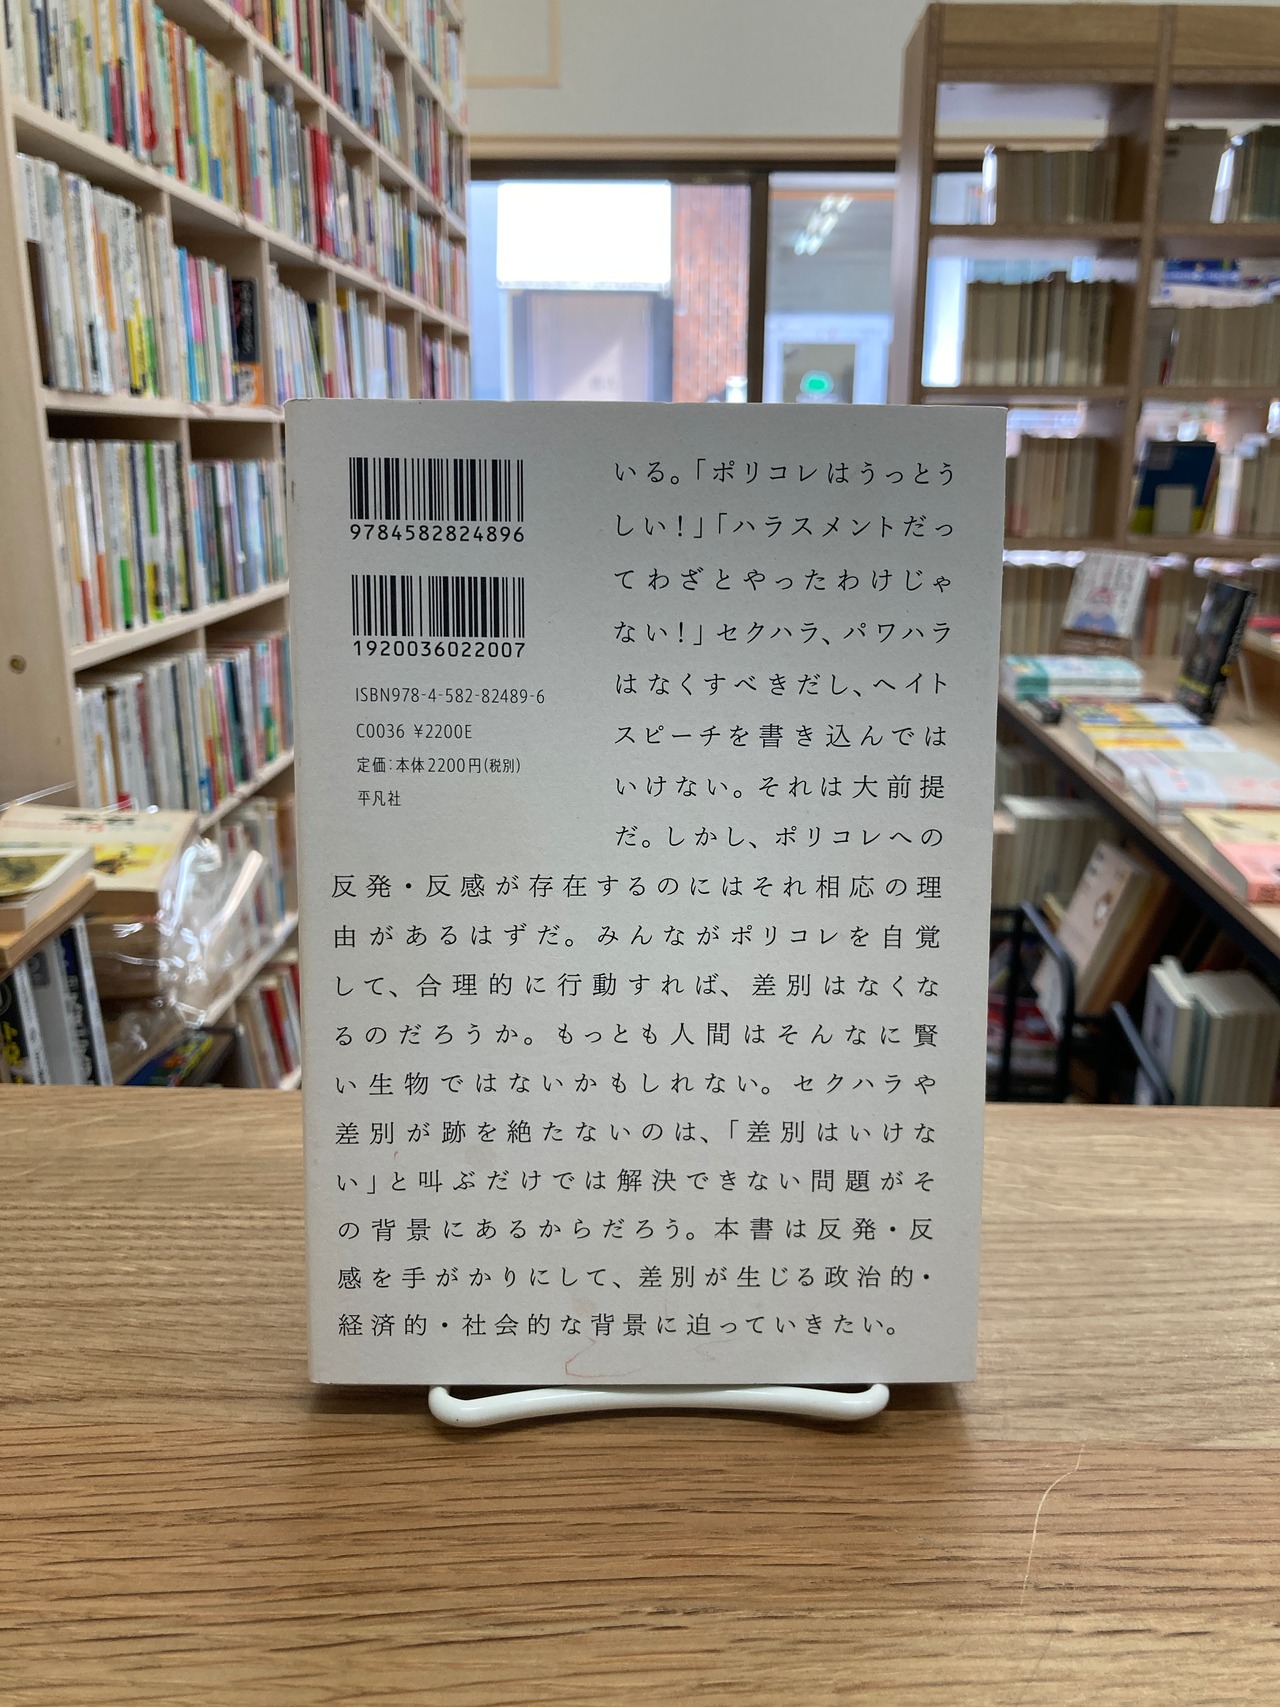 9784582824896
1920036022007
ISBN978-4-582-82489-6
C0036 ¥2200E
定価:本体2200円(税別)
平凡社
いる。「ポリコレはうっとう
しい!」「ハラスメントだっ
てわざとやったわけじゃ
ない!」セクハラ、パワハラ
はなくすべきだし、ヘイト
スピーチを書き込んでは
いけない。それは大前提
だ。しかし、ポリコレへの
反発・反感が存在するのにはそれ相応の理
由があるはずだ。みんながポリコレを自覚
して、合理的に行動すれば、差別はなくな
るのだろうか。もっとも人間はそんなに賢
い生物ではないかもしれない。セクハラや
差別が跡を絶たないのは、「差別はいけな
い」と叫ぶだけでは解決できない問題がそ
の背景にあるからだろう。本書は反発・反
感を手がかりにして、差別が生じる政治的・
経済的・社会的な背景に迫っていきたい。